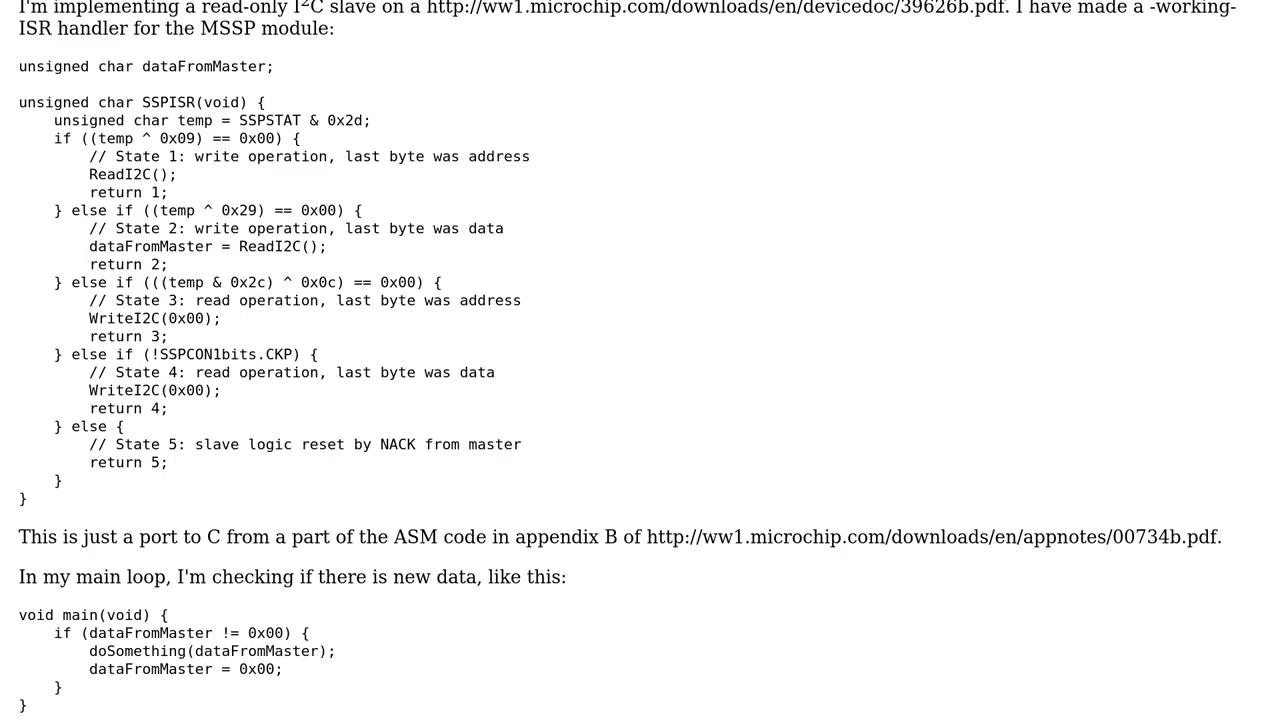 I'm implementing a read-only I²C slave on a http://ww1.microchip.com/downloads/en/devicedoc/39626b.pdf. I have made a -working-
ISR handler for the MSSP module:
unsigned char dataFromMaster;
unsigned char SSPISR(void) {
    unsigned char temp = SSPSTAT & 0x2d;
    if ((temp ^ 0x09) == 0x00) {
        // State 1: write operation, last byte was address
        ReadI2C();
        return 1;
    } else if ((temp ^ 0x29) == 0x00) {
        // State 2: write operation, last byte was data
        dataFromMaster = ReadI2C();
        return 2;
    } else if (((temp & 0x2c) ^ 0x0c) == 0x00) {
        // State 3: read operation, last byte was address
        WriteI2C(0x00);
        return 3;
    } else if (!SSPCON1bits.CKP) {
        // State 4: read operation, last byte was data
        WriteI2C(0x00);
        return 4;
    } else {
        // State 5: slave logic reset by NACK from master
        return 5;
    }
}
This is just a port to C from a part of the ASM code in appendix B of http://ww1.microchip.com/downloads/en/appnotes/00734b.pdf.
In my main loop, I'm checking if there is new data, like this:
void main(void) {
    if (dataFromMaster != 0x00) {
        doSomething(dataFromMaster);
        dataFromMaster = 0x00;
    }
}